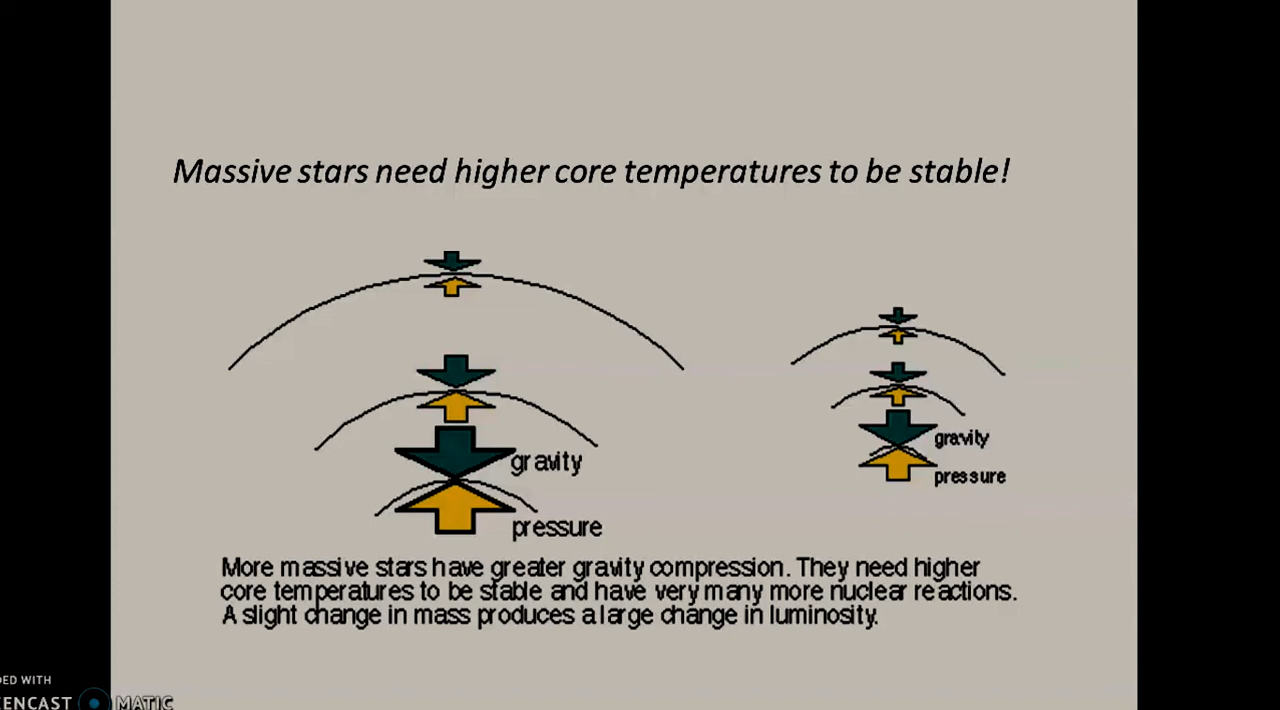 Massive stars need higher core temperatures to be stable!
gravity
pressure
gravity
pressure
More massive stars have greater gravity compression. They need higher
core temperatures to be stable and have very many more nuclear reactions.
A slight change in mass produces a large change in luminosity.
DED WITH
EENCAST MATIC